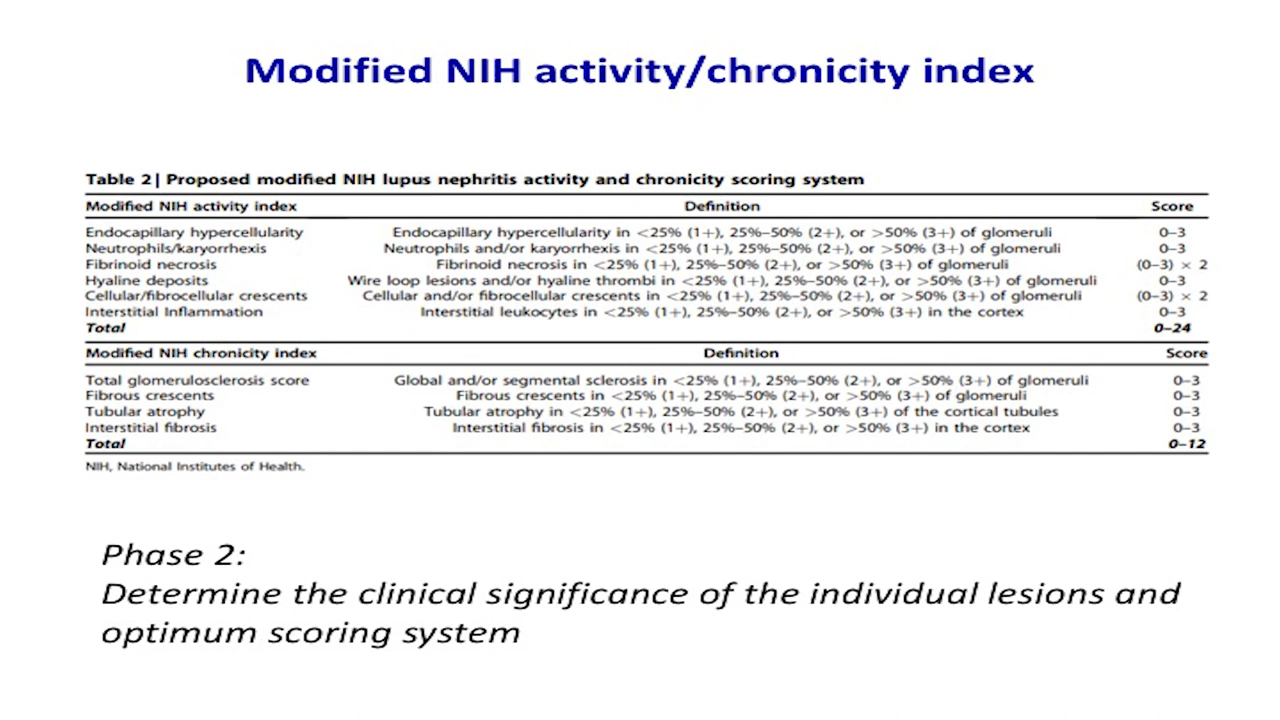 Modified NIH activity/chronicity index
Table 2| Proposed modified NIH lupus nephritis activity and chronicity scoring system
Modified NIH activity index Definition Score
Endocapillary hypercellularity Endocapillary hypercellularity in <25% (1+), 25%–50% (2+), or >50% (3+) of glomeruli 0–3
Neutrophils/karyorrhexis Neutrophils and/or karyorrhexis in <25% (1+), 25%–50% (2+), or >50% (3+) of glomeruli 0–3
Fibrinoid necrosis Fibrinoid necrosis in <25% (1+), 25%–50% (2+), or >50% (3+) of glomeruli (0–3) × 2
Hyaline deposits Wire loop lesions and/or hyaline thrombi in <25% (1+), 25%–50% (2+), or >50% (3+) of glomeruli 0–3
Cellular/fibrocellular crescents Cellular and/or fibrocellular crescents in <25% (1+), 25%–50% (2+), or >50% (3+) of glomeruli (0–3) × 2
Interstitial Inflammation Interstitial leukocytes in <25% (1+), 25%–50% (2+), or >50% (3+) in the cortex 0–3
Total 0–24
Modified NIH chronicity index Definition Score
Total glomerulosclerosis score Global and/or segmental sclerosis in <25% (1+), 25%–50% (2+), or >50% (3+) of glomeruli 0–3
Fibrous crescents Fibrous crescents in <25% (1+), 25%–50% (2+), or >50% (3+) of glomeruli 0–3
Tubular atrophy Tubular atrophy in <25% (1+), 25%–50% (2+), or >50% (3+) of the cortical tubules 0–3
Interstitial fibrosis Interstitial fibrosis in <25% (1+), 25%–50% (2+), or >50% (3+) in the cortex 0–3
Total 0–12
NIH, National Institutes of Health.
Phase 2:
Determine the clinical significance of the individual lesions and
optimum scoring system